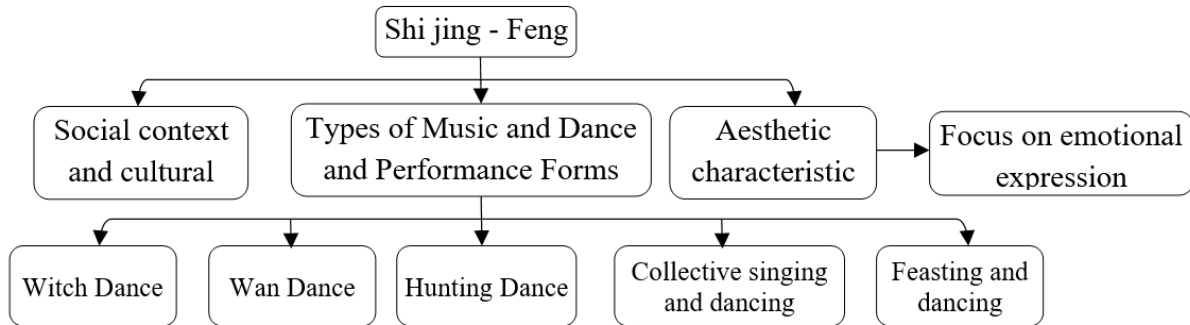 Shi jing - Feng
Social context
and cultural
Types of Music and Dance
and Performance Forms
Aesthetic
characteristic
Focus on emotional
expression
Witch Dance
Wan Dance
Hunting Dance
Collective singing
and dancing
Feasting and
dancing